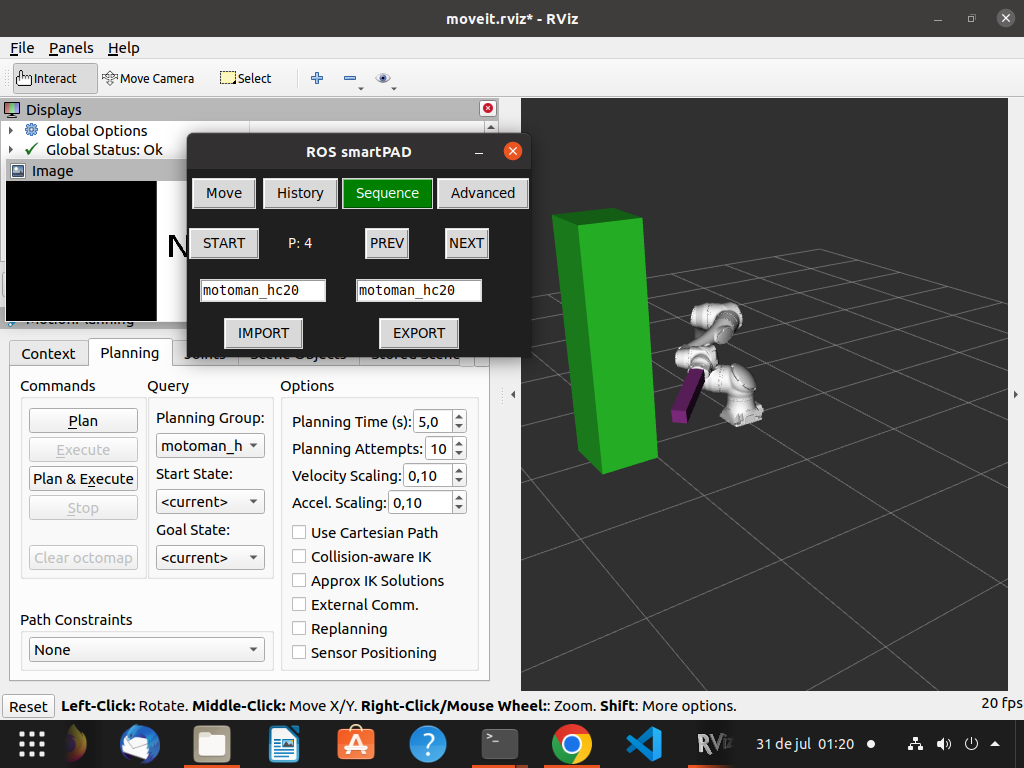 moveit.rviz* - RViz
File Panels Help
Interact Move Camera Select
Displays
Global Options
Global Status: Ok
Image
N
ROS smartPAD
Move History Sequence Advanced
START P: 4 PREV NEXT
motoman_hc20 motoman_hc20
IMPORT EXPORT
Context Planning
Commands Query Options
Plan
Execute
Plan & Execute
Stop
Clear octomap
Planning Group:
motoman_h
Start State:
<current>
Goal State:
<current>
Planning Time (s): 5,0
Planning Attempts: 10
Velocity Scaling: 0,10
Accel. Scaling: 0,10
Use Cartesian Path
Collision-aware IK
Approx IK Solutions
External Comm.
Replanning
Sensor Positioning
Path Constraints
None
Reset Left-Click: Rotate. Middle-Click: Move X/Y. Right-Click/Mouse Wheel:: Zoom. Shift: More options. 20 fps
RViz 31 de jul 01:20